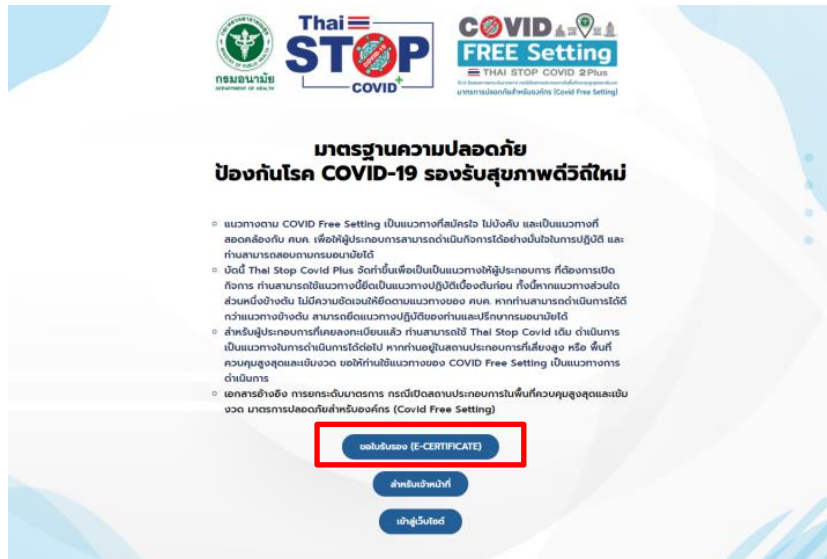 กรมอนามัย
DEPARTMENT OF HEALTH
Thai
STOP
COVID+
COVID
FREE Setting
THAI STOP COVID 2Plus
มาตรการปลอดภัยสำหรับองค์กร (Covid Free Setting)
มาตรฐานความปลอดภัย
ป้องกันโรค COVID-19 รองรับสุขภาพดีวิถีใหม่
แนวทางตาม COVID Free Setting เป็นแนวทางที่สมัครใจ ไม่บังคับ และเป็นแนวทางที่
สอดคล้องกับ ศบค. เพื่อให้ผู้ประกอบการสามารถดำเนินกิจการได้อย่างมั่นใจในการปฏิบัติ และ
ท่านสามารถสอบถามกรมอนามัยได้
บัดนี้ Thai Stop Covid Plus จัดทำขึ้นเพื่อเป็นเป็นแนวทางให้ผู้ประกอบการ ที่ต้องการเปิด
กิจการ ท่านสามารถใช้แนวทางนี้ยึดเป็นแนวทางปฏิบัติเบื้องต้นก่อน ทั้งนี้หากแนวทางส่วนใด
ส่วนหนึ่งข้างต้น ไม่มีความชัดเจนให้ยึดตามแนวทางของ ศบค. หากท่านสามารถดำเนินการได้ดี
กว่าแนวทางข้างต้น สามารถยึดแนวทางปฏิบัติของท่านและปรึกษากรมอนามัยได้
สำหรับผู้ประกอบการที่เคยลงทะเบียนแล้ว ท่านสามารถใช้ Thai Stop Covid เดิม ดำเนินการ
เป็นแนวทางในการดำเนินการได้ต่อไป หากท่านอยู่ในสถานประกอบการที่เสี่ยงสูง หรือ พื้นที่
ควบคุมสูงสุดและเข้มงวด ขอให้ท่านใช้แนวทางของ COVID Free Setting เป็นแนวทางการ
ดำเนินการ
เอกสารอ้างอิง การยกระดับมาตรการ กรณีเปิดสถานประกอบการในพื้นที่ควบคุมสูงสุดและเข้ม
งวด มาตรการปลอดภัยสำหรับองค์กร (Covid Free Setting)
ขอใบรับรอง (E-CERTIFICATE)
สำหรับเจ้าหน้าที่
เข้าสู่เว็บไซต์